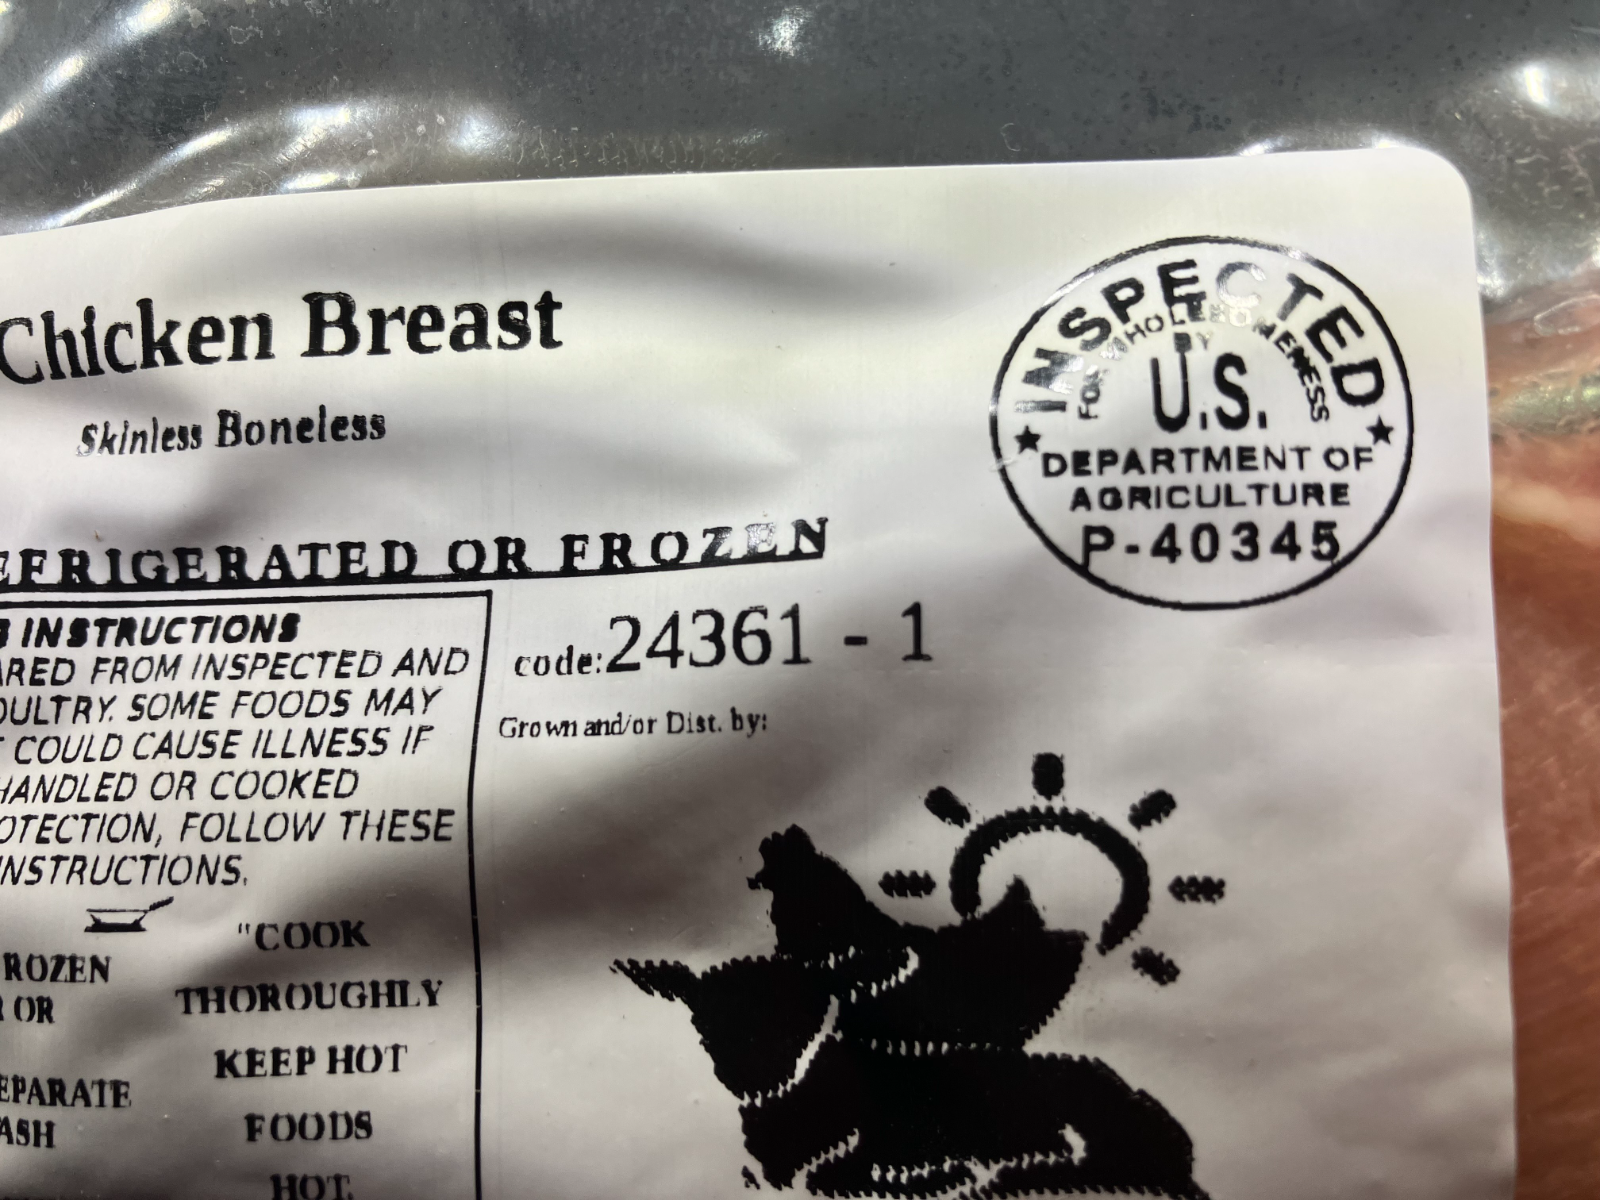 Chicken Breast
Skinless Boneless
EFRIGERATED OR FROZEN
INSPECTED
FOR WHOLESOMENESS
BY
U.S.
DEPARTMENT OF
AGRICULTURE
P-40345
INSTRUCTIONS
ARED FROM INSPECTED AND
OULTRY. SOME FOODS MAY
T COULD CAUSE ILLNESS IF
HANDLED OR COOKED
OTECTION, FOLLOW THESE
INSTRUCTIONS.
code:24361 - 1
Grown and/or Dist. by:
ROZEN
R OR
EPARATE
ASH
"COOK
THOROUGHLY
KEEP HOT
FOODS
HOT.